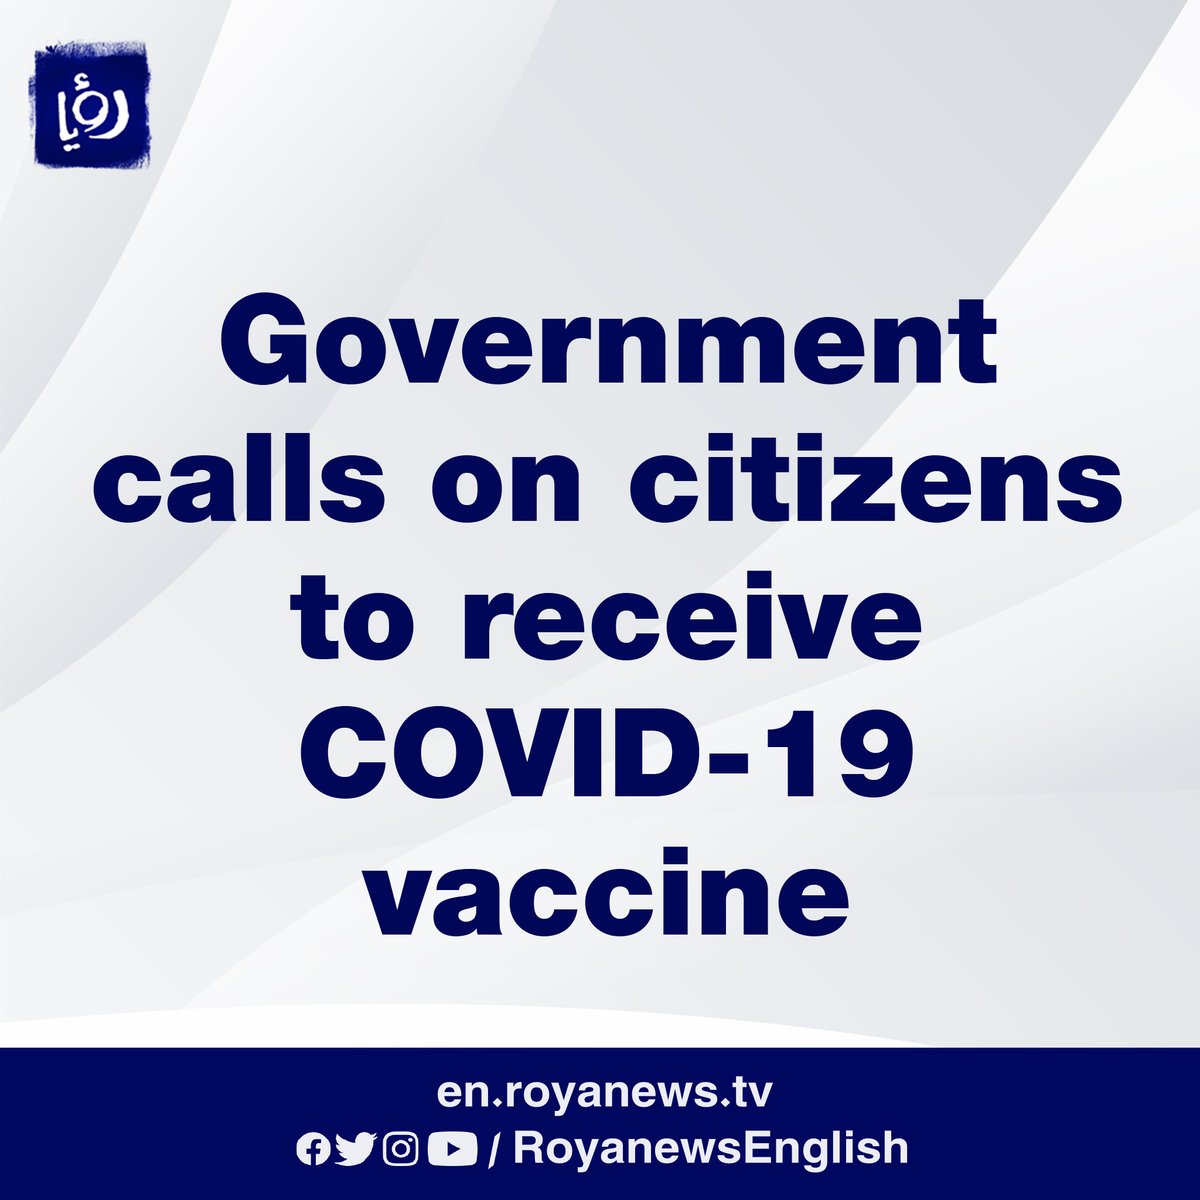 رؤيا
Government
calls on citizens
to receive
COVID-19
vaccine
en.royanews.tv
/ RoyanewsEnglish